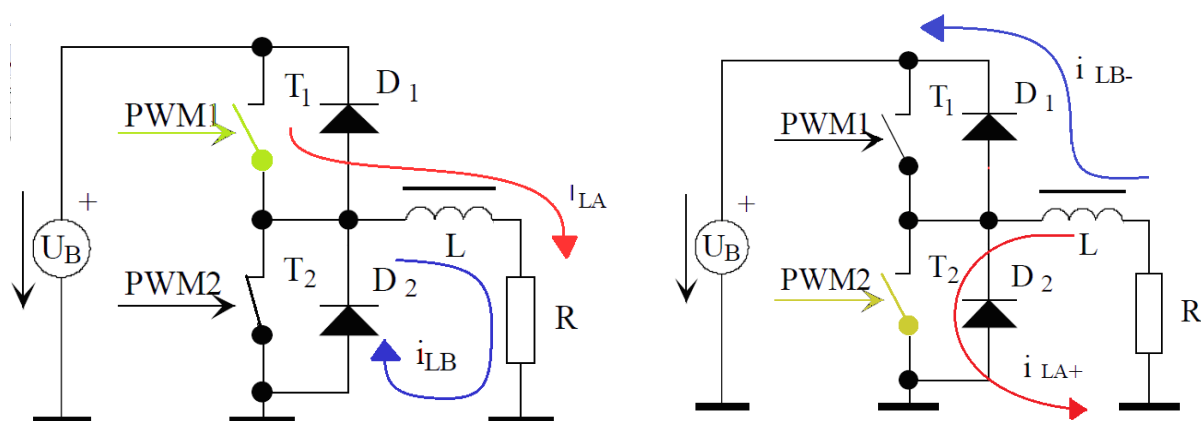 T1
D1
PWM1
+
iLA
UB
L
PWM2
T2
D2
R
iLB
i LB-
T1
D1
PWM1
+
UB
L
PWM2
T2
D2
R
i LA+